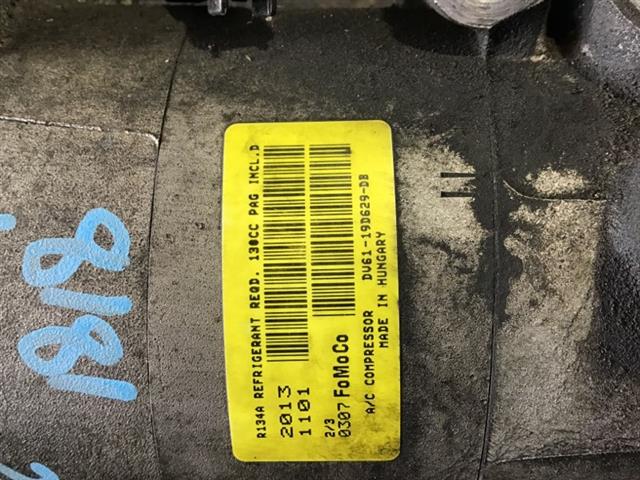 R134A REFRIGERANT REQD. 130CC PAG INCL.D
2013
1101
2/3
0307 FoMoCo
A/C COMPRESSOR DV61-19D629-DB
MADE IN HUNGARY
1818